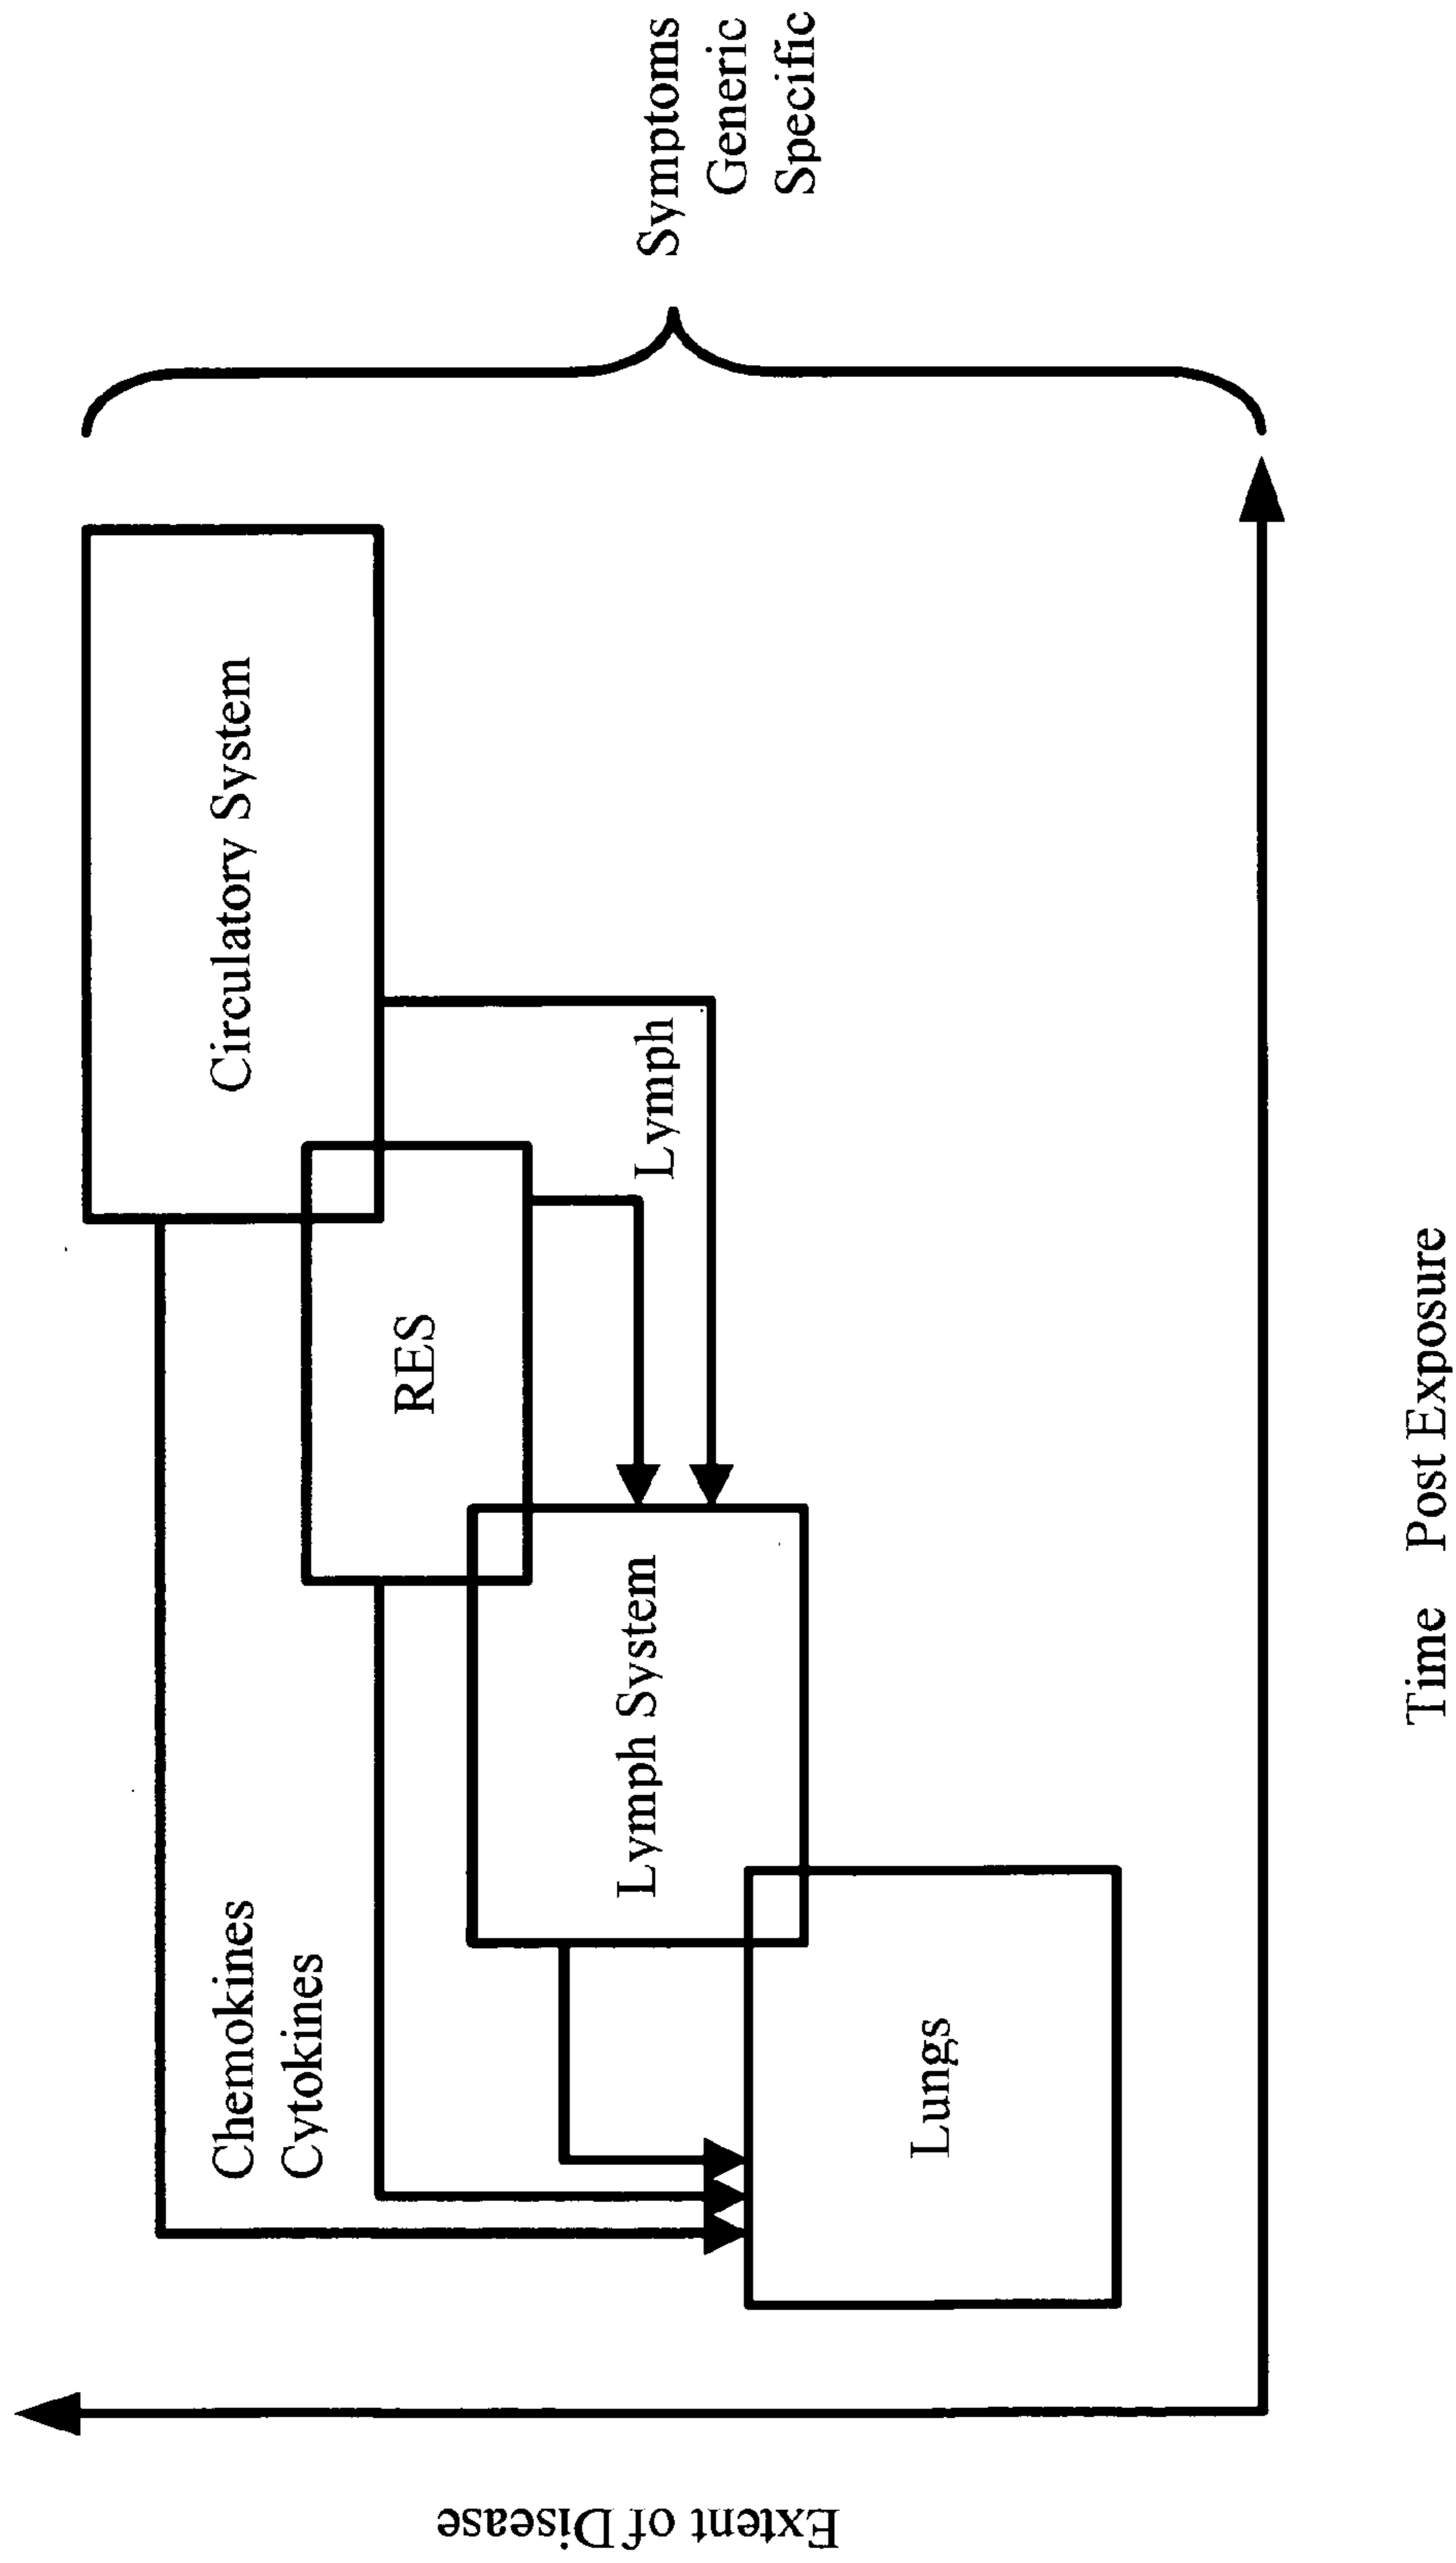 Extent of Disease
Chemokines
Cytokines
Circulatory System
RES
Lymph System
Lymph
Lungs
Symptoms
Generic
Specific
Time Post Exposure